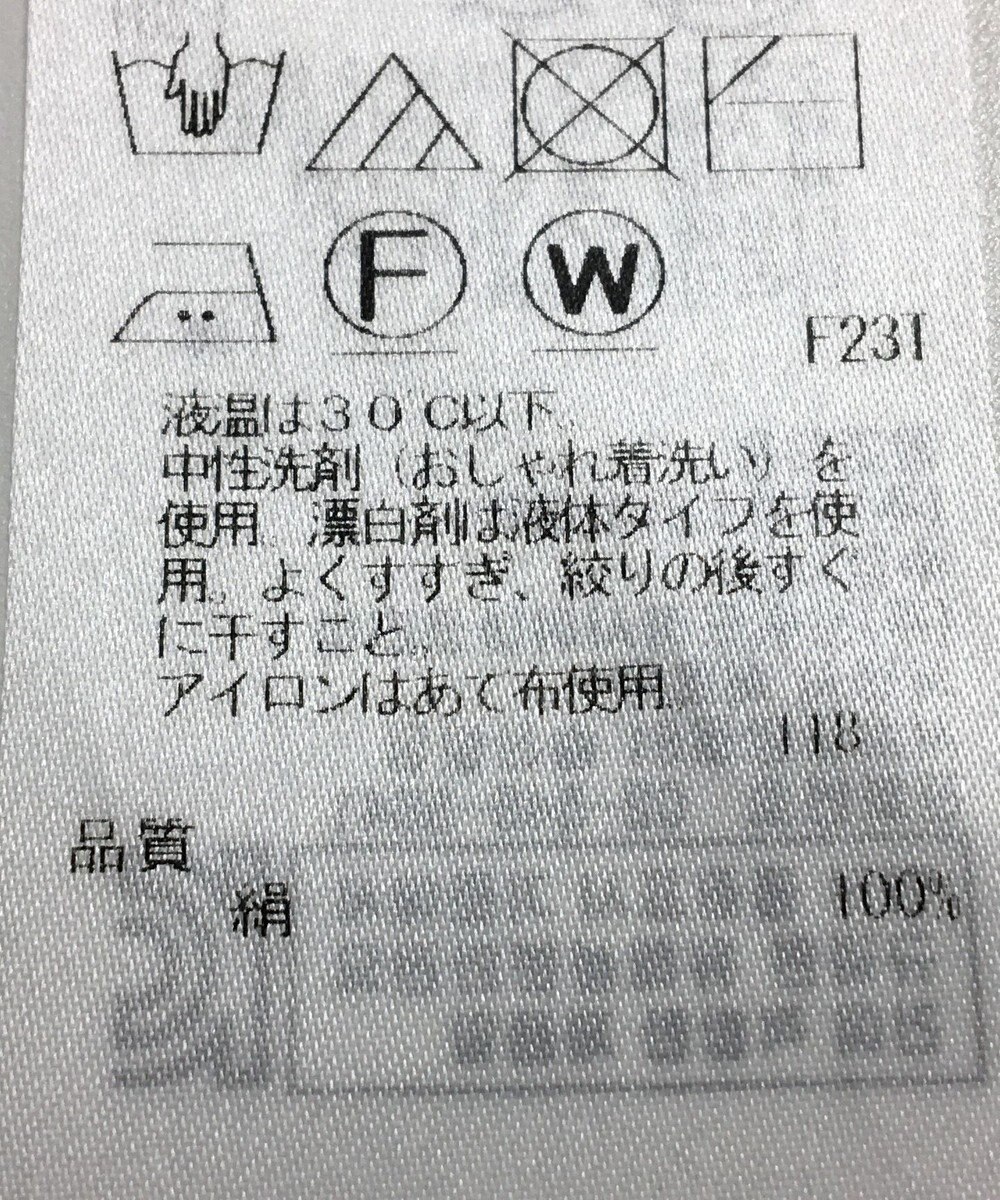 F W
F23T
液温は30℃以下、
中性洗剤(おしゃれ着洗い)を
使用。漂白剤は液体タイプを使
用。よくすすぎ、絞りの後すぐ
に干すこと。
アイロンはあて布使用。
118
品質
絹 100%